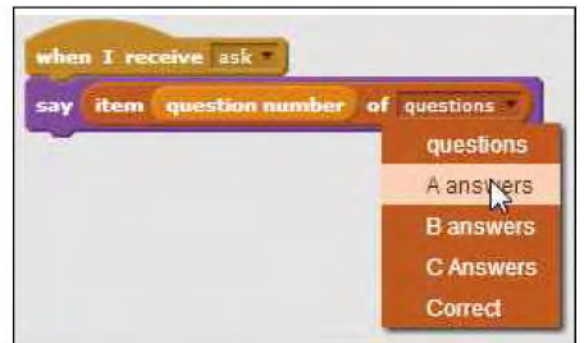 when I receive ask
say item question number of questions
questions
A answers
B answers
C Answers
Correct